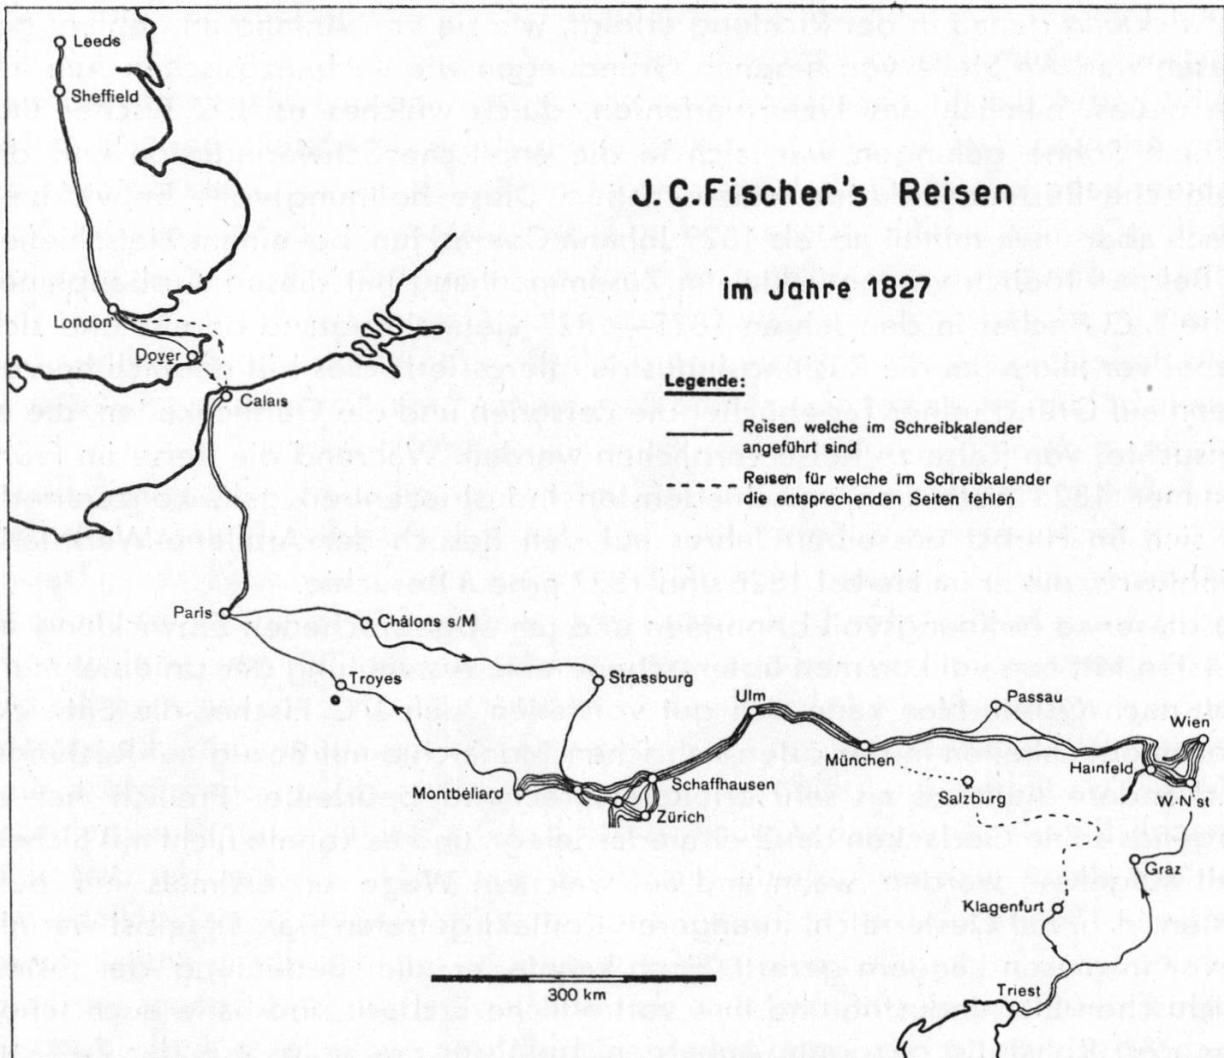 Leeds
Sheffield
J.C.Fischer's Reisen
im Jahre 1827
London
Dover
Calais
Legende:
Reisen welche im Schreibkalender
angeführt sind
Reisen für welche im Schreibkalender
die entsprechenden Seiten fehlen
Paris
Châlons s/M
Troyes
Strassburg
Ulm
Passau
Wien
München
Hainfeld
Montbéliard
Schaffhausen
Salzburg
W-N'st
Zürich
Graz
Klagenfurt
300 km
Triest